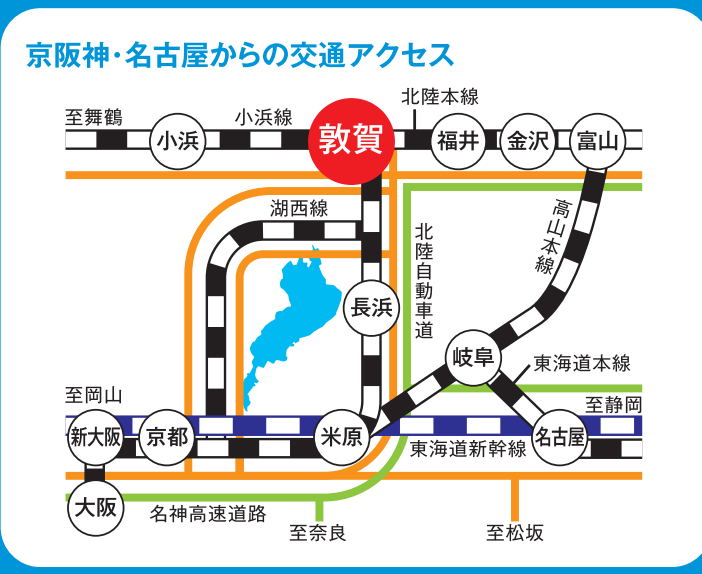 京阪神・名古屋からの交通アクセス
北陸本線
至舞鶴
小浜線
小浜
敦賀
福井
金沢
富山
湖西線
高山本線
北陸自動車道
長浜
岐阜
東海道本線
至岡山
至静岡
新大阪
京都
米原
名古屋
東海道新幹線
大阪
名神高速道路
至奈良
至松坂